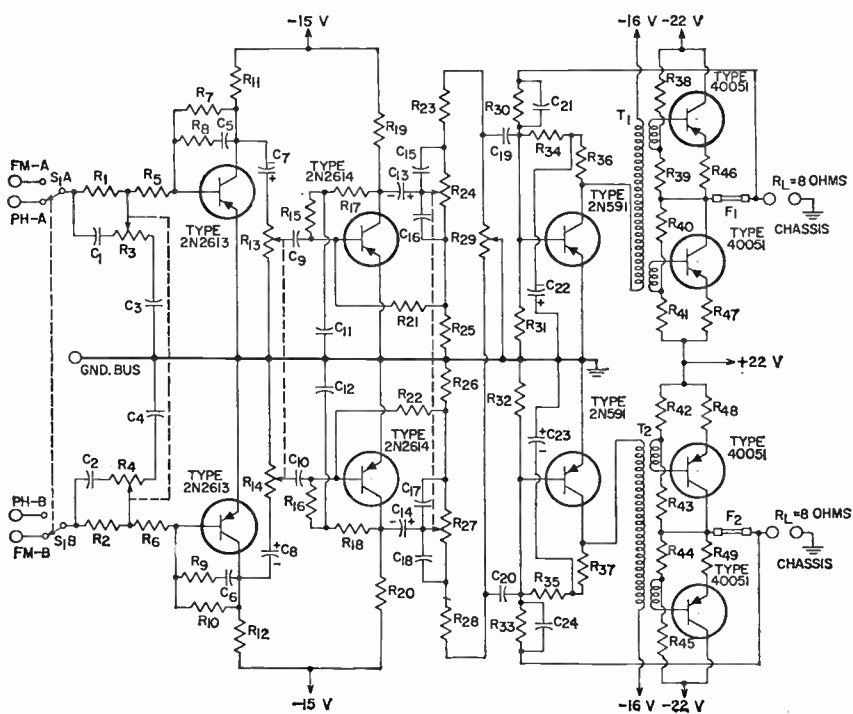 -15 V
-16 V
-22 V
R11
TYPE
40051
R7
R38
R23
R30
C21
T1
R8
C5
R19
C7
TYPE
2N2614
R34
FM-A
S1A
R1
R5
C15
C13
C19
R36
R39
R46
RL=8 OHMS
PH-A
R17
R24
TYPE
2N591
F1
R15
C16
R40
TYPE
40051
CHASSIS
C1
R3
TYPE
2N2613
R13
C9
R29
C22
C3
R21
R41
R47
C11
R25
R31
GND. BUS
+22 V
C12
R26
C4
R22
R32
TYPE
2N591
R42
R48
T2
TYPE
2N2614
C23
TYPE
40051
C2
R4
TYPE
2N2613
C10
PH-B
R14
R16
C17
R43
F2
RL=8 OHMS
FM-B
S1B
R2
R6
C14
R27
R18
C18
R44
R49
CHASSIS
R9
C8
R37
TYPE
40051
C6
R20
C20
R35
R10
R28
R33
C24
R45
R12
-15 V
-16 V
-22 V